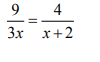 9/(3x) = 4/(x+2)